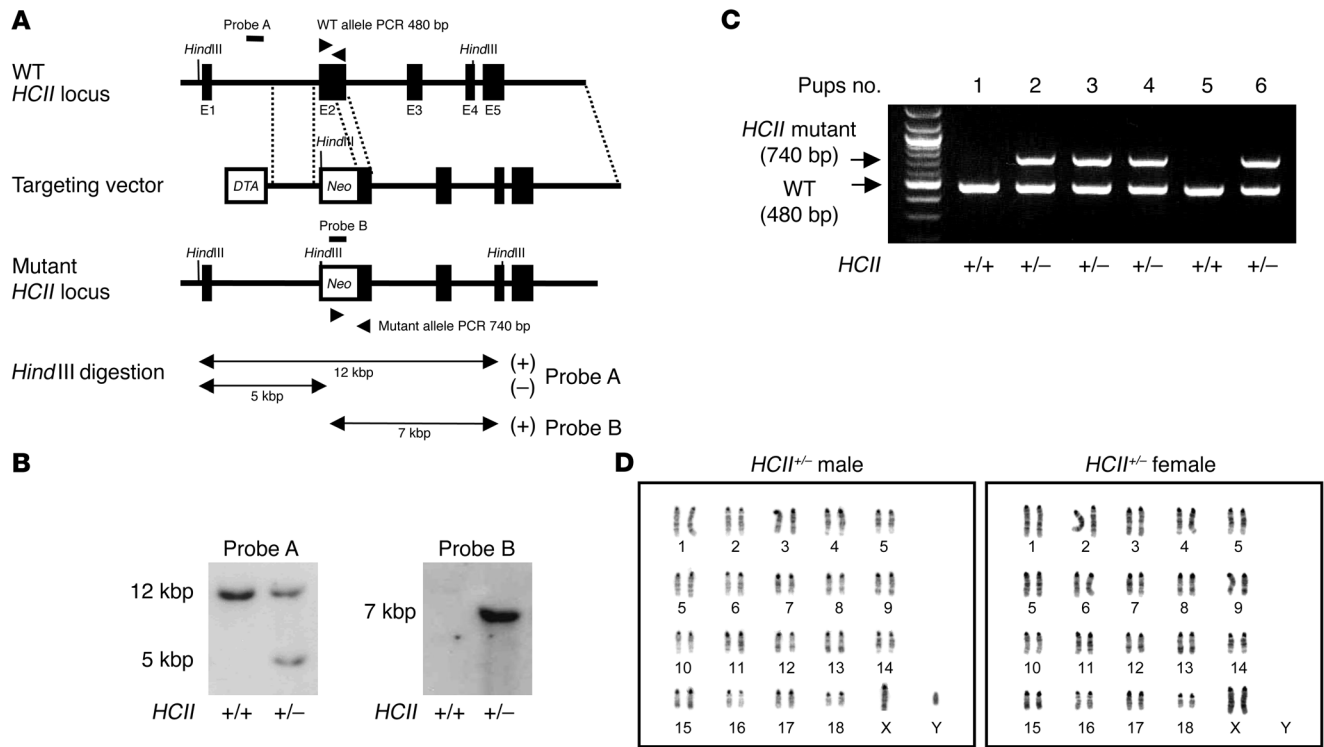 A
Probe A
WT allele PCR 480 bp
HindIII
HindIII
WT
HCII locus
E1
E2
E3
E4
E5
HindIII
Targeting vector
DTA
Neo
Probe B
HindIII
HindIII
HindIII
Mutant
HCII locus
Neo
Mutant allele PCR 740 bp
HindIII digestion
12 kbp
(+)
(–)
Probe A
5 kbp
7 kbp
(+) Probe B
B
Probe A
12 kbp
5 kbp
HCII +/+ +/–
Probe B
7 kbp
HCII +/+ +/–
C
Pups no. 1 2 3 4 5 6
HCII mutant
(740 bp)
WT
(480 bp)
HCII +/+ +/– +/– +/– +/+ +/–
D
HCII+/– male
1 2 3 4 5
5 6 7 8 9
10 11 12 13 14
15 16 17 18 X Y
HCII+/– female
1 2 3 4 5
5 6 7 8 9
10 11 12 13 14
15 16 17 18 X Y